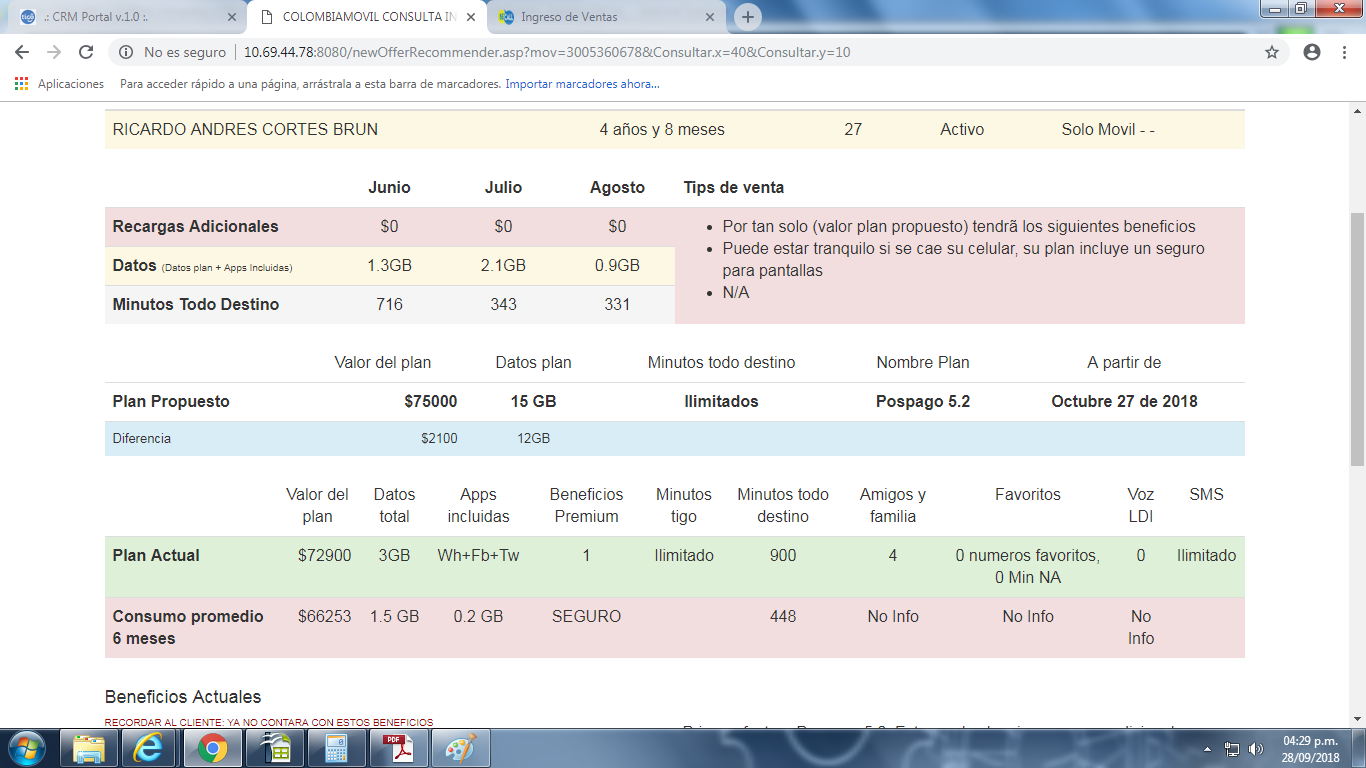 .: CRM Portal v.1.0 :.
COLOMBIAMOVIL CONSULTA IN
Ingreso de Ventas
No es seguro | 10.69.44.78:8080/newOfferRecommender.asp?mov=3005360678&Consultar.x=40&Consultar.y=10
Aplicaciones Para acceder rápido a una página, arrástrala a esta barra de marcadores. Importar marcadores ahora...
RICARDO ANDRES CORTES BRUN 4 años y 8 meses 27 Activo Solo Movil - -
Junio Julio Agosto Tips de venta
Recargas Adicionales $0 $0 $0
Datos (Datos plan + Apps Incluidas) 1.3GB 2.1GB 0.9GB
Minutos Todo Destino 716 343 331
• Por tan solo (valor plan propuesto) tendrã los siguientes beneficios
• Puede estar tranquilo si se cae su celular, su plan incluye un seguro
para pantallas
• N/A
Valor del plan Datos plan Minutos todo destino Nombre Plan A partir de
Plan Propuesto $75000 15 GB Ilimitados Pospago 5.2 Octubre 27 de 2018
Diferencia $2100 12GB
Valor del Datos Apps Beneficios Minutos Minutos todo Amigos y Favoritos Voz SMS
plan total incluidas Premium tigo destino familia LDI
Plan Actual $72900 3GB Wh+Fb+Tw 1 Ilimitado 900 4 0 numeros favoritos, 0 Ilimitado
0 Min NA
Consumo promedio $66253 1.5 GB 0.2 GB SEGURO 448 No Info No Info No
6 meses Info
Beneficios Actuales
RECORDAR AL CLIENTE: YA NO CONTARA CON ESTOS BENEFICIOS
04:29 p.m.
28/09/2018